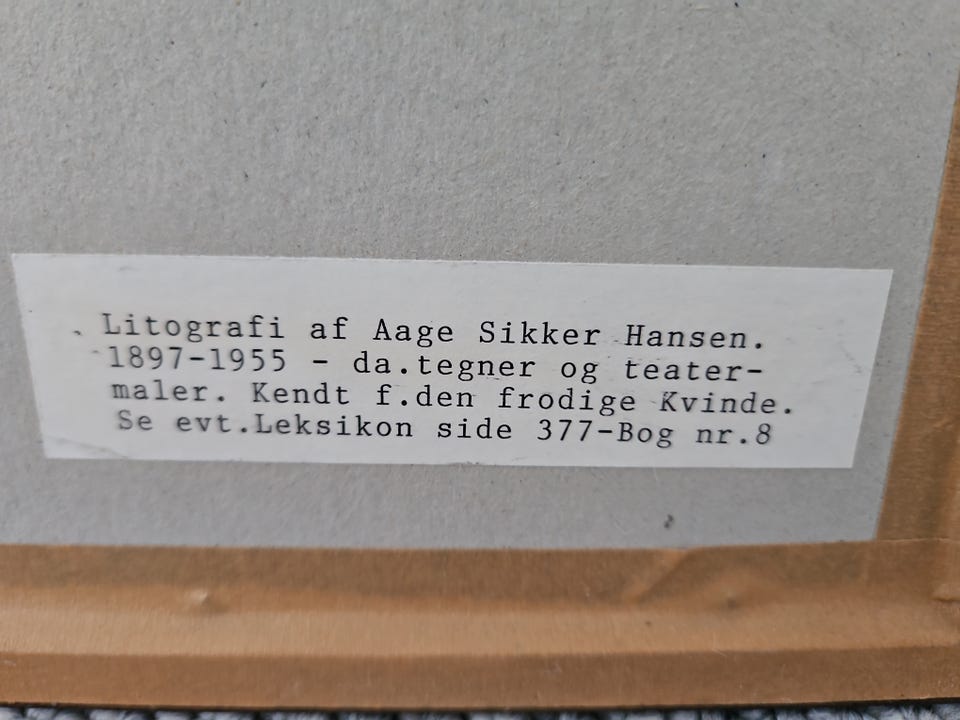 Litografi af Aage Sikker Hansen.
1897-1955 - da.tegner og teater-
maler. Kendt f.den frodige Kvinde.
Se evt.Leksikon side 377-Bog nr.8